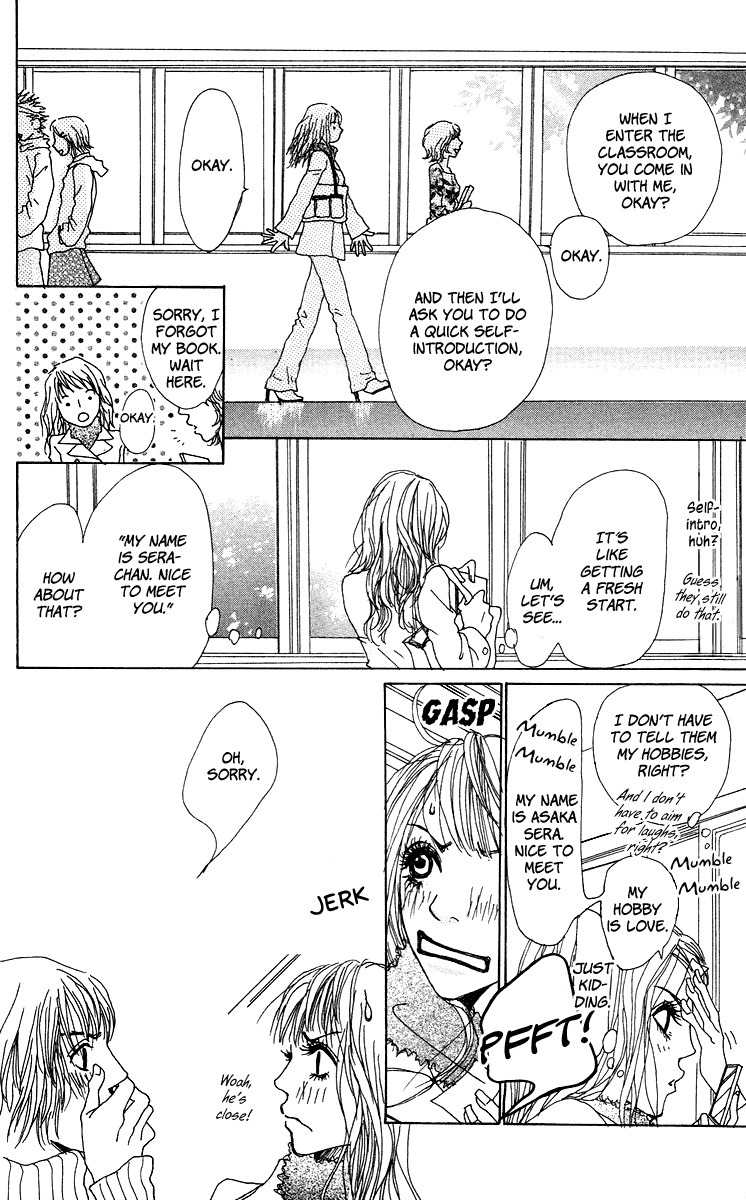 WHEN I
ENTER THE
CLASSROOM,
YOU COME IN
WITH ME,
OKAY?
OKAY.
AND THEN I'LL
ASK YOU TO DO
A QUICK SELF-
INTRODUCTION,
OKAY?
OKAY.
SORRY, I
FORGOT
MY BOOK.
WAIT
HERE.
OKAY.
Self-
intro,
huh?
Guess,
they still
do that.
IT'S
LIKE
GETTING
A FRESH
START.
UM,
LET'S
SEE...
"MY NAME
IS SERA-
CHAN. NICE
TO MEET
YOU."
HOW
ABOUT
THAT?
I DON'T HAVE
TO TELL THEM
MY HOBBIES,
RIGHT?
And I don't
have to aim
for laughs,
right?
Mumble
Mumble
Mumble
Mumble
MY NAME
IS ASAKA
SERA.
NICE TO
MEET
YOU.
MY
HOBBY
IS LOVE.
JUST
KID-
DING.
PFFT!
GASP
JERK
OH,
SORRY.
Woah,
he's
close!